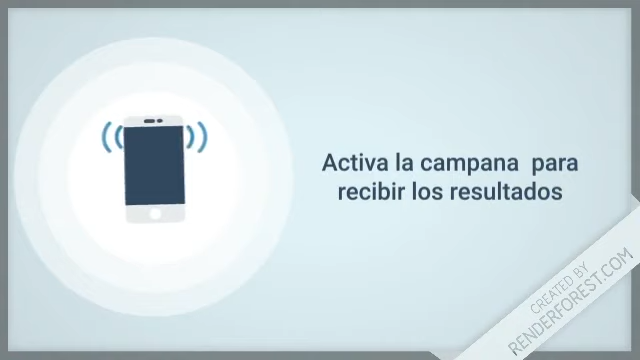 Activa la campana  para
recibir los resultados
CREATED BY
RENDERFOREST.COM